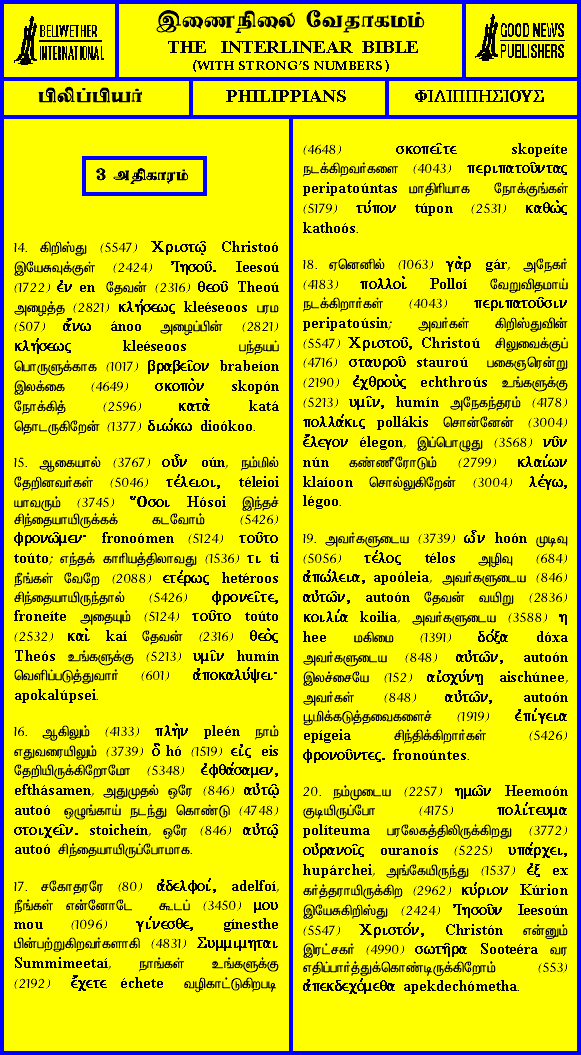 BELLWETHER
INTERNATIONAL
இணைநிலை வேதாகமம்
THE INTERLINEAR BIBLE
(WITH STRONG'S NUMBERS)
GOOD NEWS
PUBLISHERS
பிலிப்பியர்
PHILIPPIANS
ΦΙΛΙΠΠΗΣΙΟΥΣ
3 அதிகாரம்
14. கிறிஸ்து (5547) Χριστῷ Christoó
இயேசுவுக்குள் (2424) Ἰησοῦ. Ieesoú
(1722) ἐν en தேவன் (2316) θεοῦ Theoú
அழைத்த (2821) κλήσεως kleéseoos பரம
(507) ἄνω ánoo அழைப்பின் (2821)
κλήσεως kleéseoos பந்தயப்
பொருளுக்காக (1017) βραβεῖον brabeíon
இலக்கை (4649) σκοπὸν skopón
நோக்கித் (2596) κατὰ katá
தொடருகிறேன் (1377) διώκω dioókoo.
15. ஆகையால் (3767) οὖν oún, நம்மில்
தேறினவர்கள் (5046) τέλειοι, téleioi
யாவரும் (3745) Ὅσοι Hósoi இந்தச்
சிந்தையாயிருக்கக் கடவோம் (5426)
φρονῶμεν· fronoómen (5124) τοῦτο
toúto; எந்தக் காரியத்திலாவது (1536) τι ti
நீங்கள் வேறே (2088) ετέρως hetéroos
சிந்தையாயிருந்தால் (5426) φρονεῖτε,
froneíte அதையும் (5124) τοῦτο toúto
(2532) καὶ kaí தேவன் (2316) θεὸς
Theós உங்களுக்கு (5213) υμῖν humín
வெளிப்படுத்துவார் (601) ἀποκαλύψει·
apokalúpsei.
16. ஆகிலும் (4133) πλὴν pleén நாம்
எதுவரையிலும் (3739) ὃ hó (1519) εἰς eis
தேறியிருக்கிறோமோ (5348) ἐφθάσαμεν,
efthásamen, அதுமுதல் ஒரே (846) αὐτῷ
autoó ஒழுங்காய் நடந்து கொண்டு (4748)
στοιχεῖν. stoicheín, ஒரே (846) αὐτῷ
autoó சிந்தையாயிருப்போமாக.
17. சகோதரரே (80) ἀδελφοί, adelfoí,
நீங்கள் என்னோடே கூடப் (3450) μου
mou (1096) γίνεσθε, gínesthe
பின்பற்றுகிறவர்களாகி (4831) Συμμιμηται
Summimeetaí, நாங்கள் உங்களுக்கு
(2192) ἔχετε échete வழிகாட்டுகிறபடி
(4648) σκοπεῖτε skopeíte
நடக்கிறவர்களை (4043) περιπατοῦντας
peripatoúntas மாதிரியாக நோக்குங்கள்
(5179) τύπον túpon (2531) καθὼς
kathoós.
18. ஏனெனில் (1063) γὰρ gár, அநேகர்
(4183) πολλοὶ Polloí வேறுவிதமாய்
நடக்கிறார்கள் (4043) περιπατοῦσιν
peripatoúsin; அவர்கள் கிறிஸ்துவின்
(5547) Χριστοῦ, Christoú சிலுவைக்குப்
(4716) σταυροῦ stauroú பகைஞரென்று
(2190) ἐχθροὺς echthroús உங்களுக்கு
(5213) υμῖν, humín அநேகந்தரம் (4178)
πολλάκις pollákis சொன்னேன் (3004)
ἔλεγον élegon, இப்பொழுது (3568) νῦν
nún கண்ணீரோடும் (2799) κλαίων
klaíoon சொல்லுகிறேன் (3004) λέγω,
légoo.
19. அவர்களுடைய (3739) ὧν hoón முடிவு
(5056) τέλος télos அழிவு (684)
ἀπώλεια, apoóleia, அவர்களுடைய (846)
αὐτῶν, autoón தேவன் வயிறு (2836)
κοιλία koilía, அவர்களுடைய (3588) η
hee மகிமை (1391) δόξα dóxa
அவர்களுடைய (848) αὐτῶν, autoón
இலச்சையே (152) αἰσχύνη aischúnee,
அவர்கள் (848) αὐτῶν, autoón
பூமிக்கடுத்தவைகளைச் (1919) ἐπίγεια
epígeia சிந்திக்கிறார்கள் (5426)
φρονοῦντες. fronoúntes.
20. நம்முடைய (2257) ημῶν Heemoón
குடியிருப்போ (4175) πολίτευμα
políteuma பரலோகத்திலிருக்கிறது (3772)
οὐρανοῖς ouranoís (5225) υπάρχει,
hupárchei, அங்கேயிருந்து (1537) ἐξ ex
கர்த்தராயிருக்கிற (2962) κύριον Kúrion
இயேசுகிறிஸ்து (2424) Ἰησοῦν Ieesoún
(5547) Χριστόν, Christón என்னும்
இரட்சகர் (4990) σωτῆρα Sooteéra வர
எதிப்பார்த்துக்கொண்டிருக்கிறோம் (553)
ἀπεκδεχόμεθα apekdechómetha.